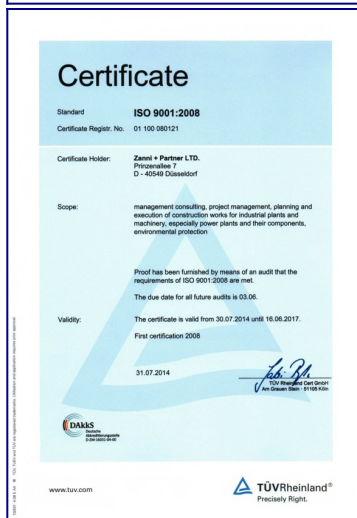 Certificate
Standard ISO 9001:2008
Certificate Registr. No. 01 100 080121
Certificate Holder: Zanni + Partner LTD.
Prinzenallee 7
D - 40549 Düsseldorf
Scope: management consulting, project management, planning and
execution of construction works for industrial plants and
machinery, especially power plants and their components,
environmental protection
Proof has been furnished by means of an audit that the
requirements of ISO 9001:2008 are met.
The due date for all future audits is 03.06.
Validity: The certificate is valid from 30.07.2014 until 16.06.2017.
First certification 2008
31.07.2014
TÜV Rheinland Cert GmbH
Am Grauen Stein · 51105 Köln
DAkkS
Deutsche
Akkreditierungsstelle
www.tuv.com
TÜVRheinland®
Precisely Right.